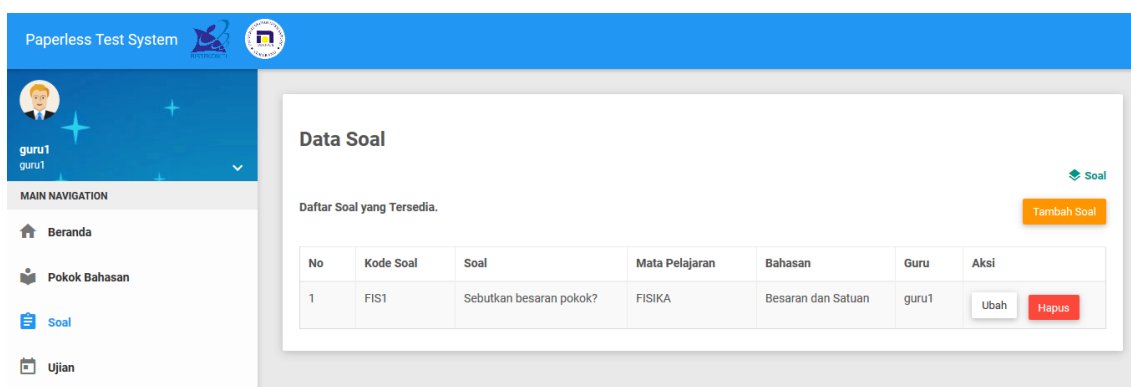 Paperless Test System
guru1
guru1
MAIN NAVIGATION
Beranda
Pokok Bahasan
Soal
Ujian
Data Soal
Soal
Daftar Soal yang Tersedia.
Tambah Soal
No Kode Soal Soal Mata Pelajaran Bahasan Guru Aksi
1 FIS1 Sebutkan besaran pokok? FISIKA Besaran dan Satuan guru1 Ubah Hapus